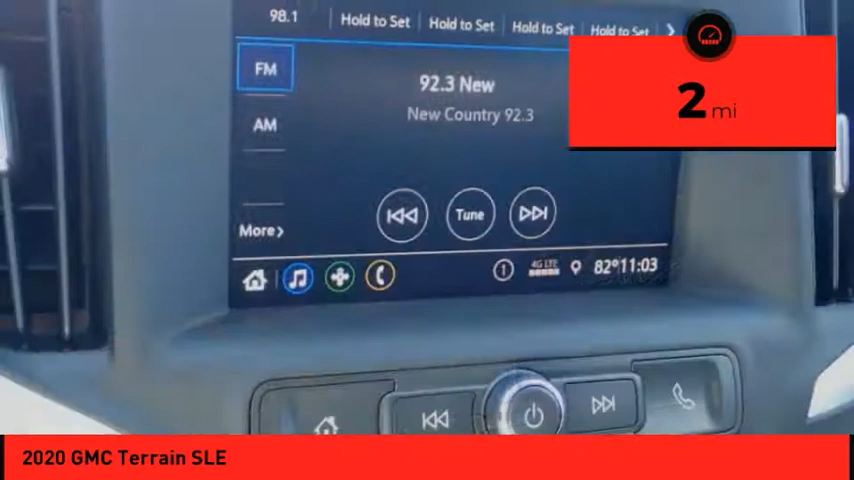 98.1 Hold to Set Hold to Set Hold to Set Hold to Set
FM
92.3 New
New Country 92.3
2 mi
AM
Tune
More
1 4G LTE 82° 11:03
2020 GMC Terrain SLE